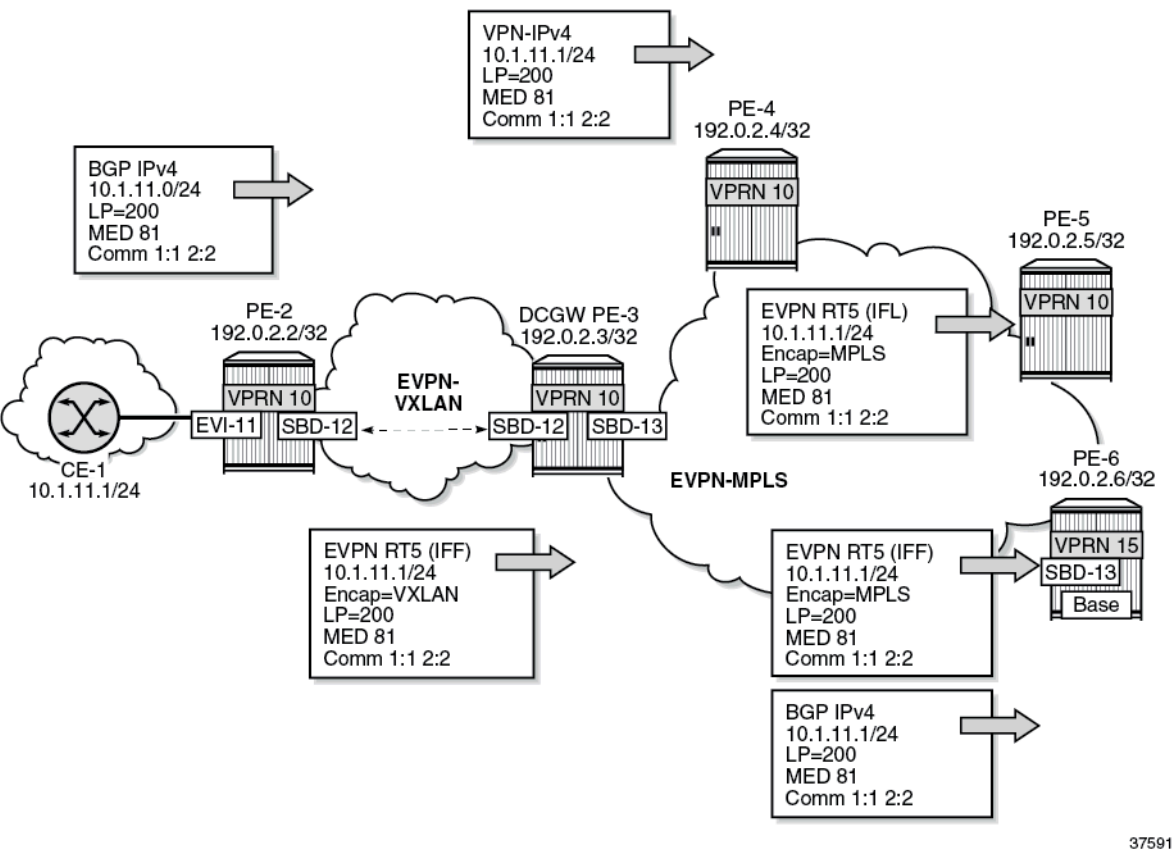 VPN-IPv4
10.1.11.1/24
LP=200
MED 81
Comm 1:1 2:2
PE-4
192.0.2.4/32
VPRN 10
BGP IPv4
10.1.11.0/24
LP=200
MED 81
Comm 1:1 2:2
PE-5
192.0.2.5/32
VPRN 10
EVPN RT5 (IFL)
10.1.11.1/24
Encap=MPLS
LP=200
MED 81
Comm 1:1 2:2
PE-2
192.0.2.2/32
VPRN 10
EVI-11
SBD-12
EVPN-
VXLAN
DCGW PE-3
192.0.2.3/32
VPRN 10
SBD-12
SBD-13
CE-1
10.1.11.1/24
EVPN-MPLS
PE-6
192.0.2.6/32
VPRN 15
SBD-13
Base
EVPN RT5 (IFF)
10.1.11.1/24
Encap=VXLAN
LP=200
MED 81
Comm 1:1 2:2
EVPN RT5 (IFF)
10.1.11.1/24
Encap=MPLS
LP=200
MED 81
Comm 1:1 2:2
BGP IPv4
10.1.11.1/24
LP=200
MED 81
Comm 1:1 2:2
37591